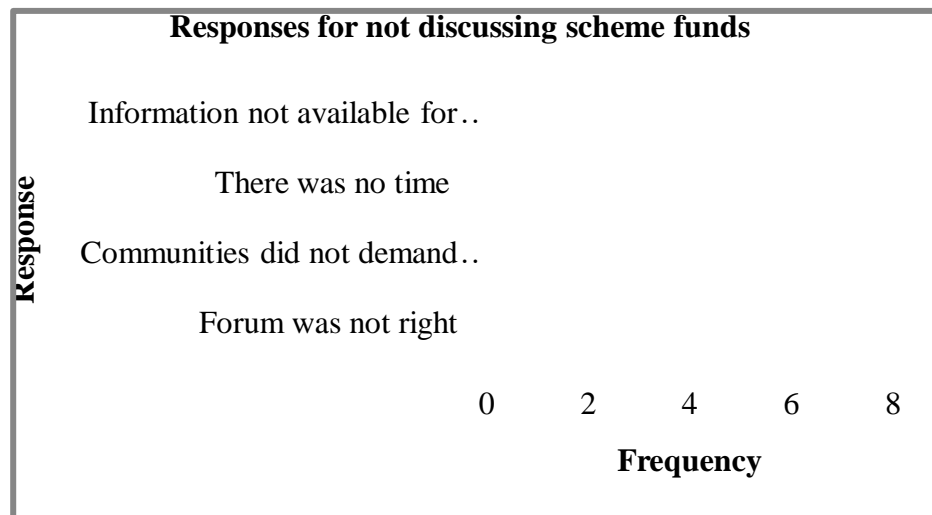 Responses for not discussing scheme funds
Response
Information not available for…
There was no time
Communities did not demand…
Forum was not right
0 2 4 6 8
Frequency